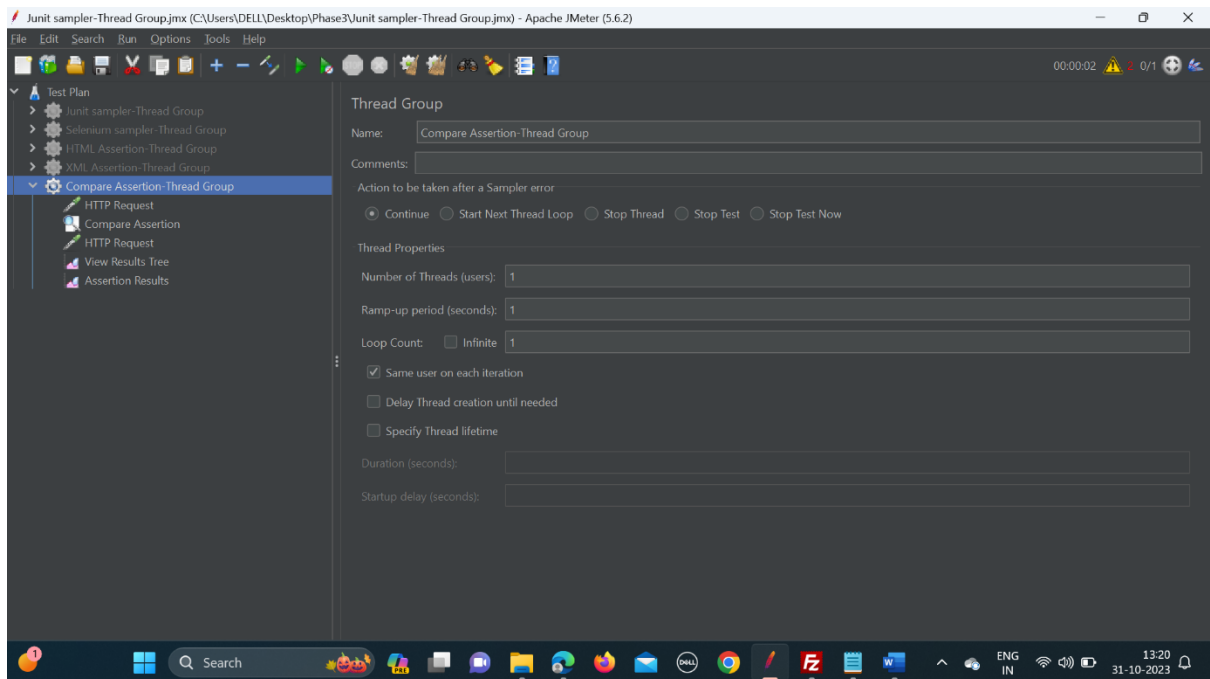 Junit sampler-Thread Group.jmx (C:\Users\DELL\Desktop\Phase3\Junit sampler-Thread Group.jmx) - Apache JMeter (5.6.2)
File Edit Search Run Options Tools Help
00:00:02 2 0/1
Test Plan
Junit sampler-Thread Group
Selenium sampler-Thread Group
HTML Assertion-Thread Group
XML Assertion-Thread Group
Compare Assertion-Thread Group
HTTP Request
Compare Assertion
HTTP Request
View Results Tree
Assertion Results
Thread Group
Name: Compare Assertion-Thread Group
Comments:
Action to be taken after a Sampler error
Continue Start Next Thread Loop Stop Thread Stop Test Stop Test Now
Thread Properties
Number of Threads (users): 1
Ramp-up period (seconds): 1
Loop Count: Infinite 1
Same user on each iteration
Delay Thread creation until needed
Specify Thread lifetime
Duration (seconds):
Startup delay (seconds):
1
Search
PRE
DELL
Fz
W
ENG
IN
13:20
31-10-2023